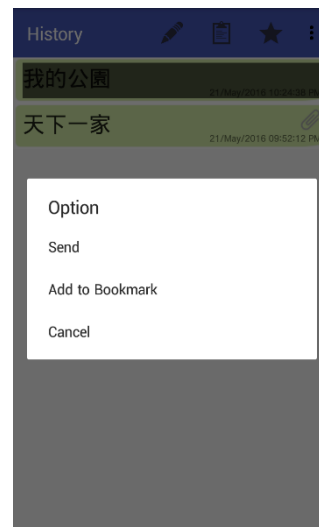 History
我的公園
21/May/2016 10:24:36 PM
天下一家
21/May/2016 09:52:12 PM
Option
Send
Add to Bookmark
Cancel